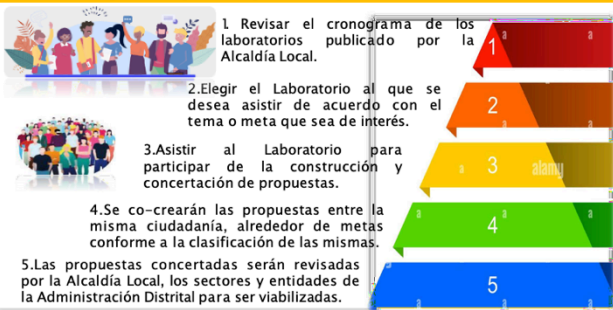 1. Revisar el cronograma de los
laboratorios publicado por la
Alcaldía Local.
2.Elegir el Laboratorio al que se
desea asistir de acuerdo con el
tema o meta que sea de interés.
3.Asistir al Laboratorio para
participar de la construcción y
concertación de propuestas.
4.Se co-crearán las propuestas entre la
misma ciudadanía, alrededor de metas
conforme a la clasificación de las mismas.
5.Las propuestas concertadas serán revisadas
por la Alcaldía Local, los sectores y entidades de
la Administración Distrital para ser viabilizadas.
1
2
3
alamy
4
5